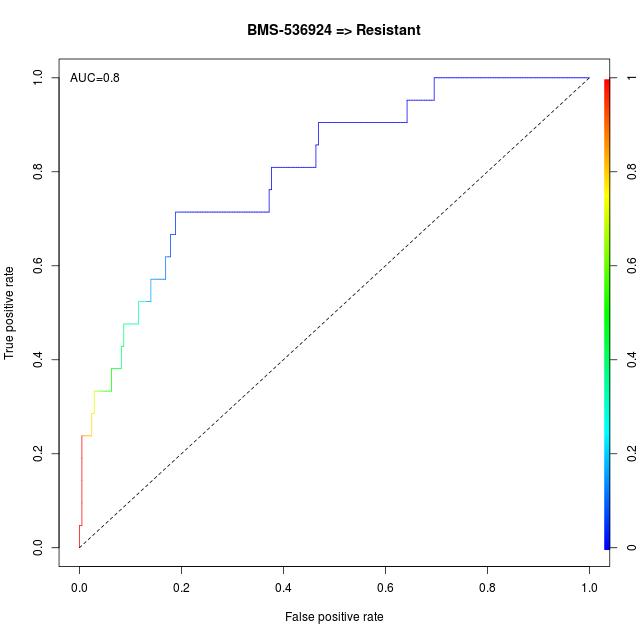 BMS-536924 => Resistant
AUC=0.8
True positive rate
1.0
0.8
0.6
0.4
0.2
0.0
0.0 0.2 0.4 0.6 0.8 1.0
False positive rate
1
0.8
0.6
0.4
0.2
0